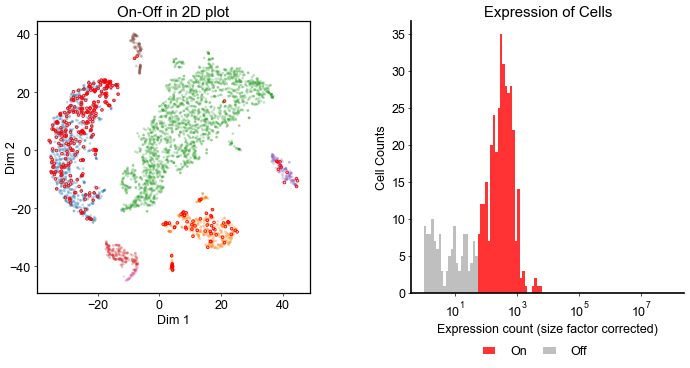 On-Off in 2D plot
40
20
0
−20
−40
Dim 2
−20
0
20
40
Dim 1
Expression of Cells
35
30
25
20
15
10
5
0
Cell Counts
10^1
10^3
10^5
10^7
Expression count (size factor corrected)
On
Off